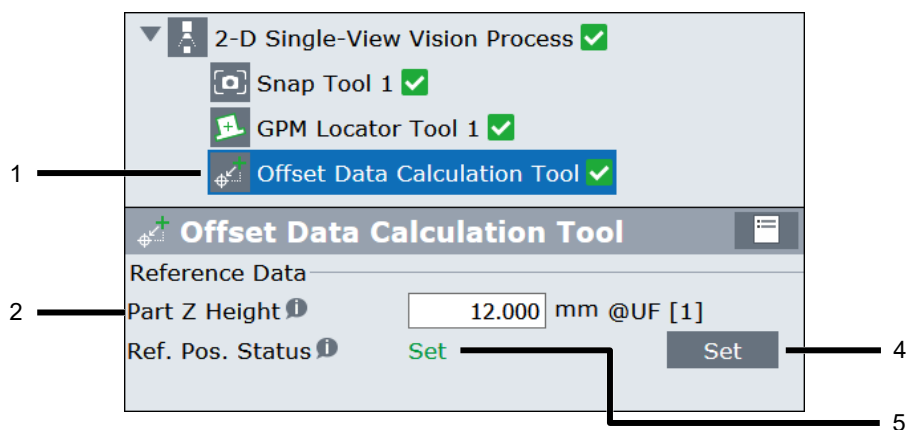 2-D Single-View Vision Process
Snap Tool 1
GPM Locator Tool 1
1
Offset Data Calculation Tool
Offset Data Calculation Tool
Reference Data
2
Part Z Height
12.000 mm @UF [1]
Ref. Pos. Status
Set
Set
4
5